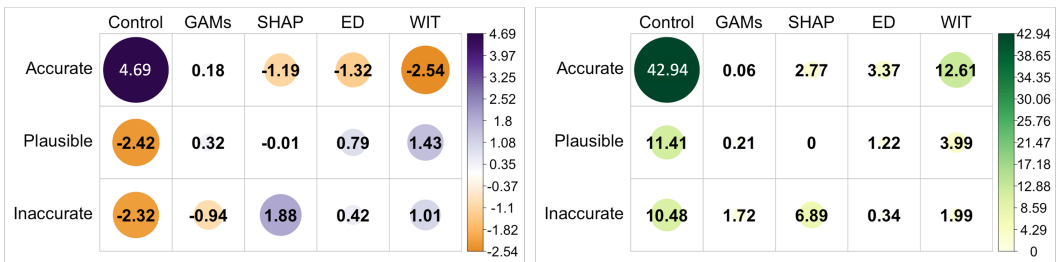 Control GAMs SHAP ED WIT
Accurate 4.69 0.18 -1.19 -1.32 -2.54
Plausible -2.42 0.32 -0.01 0.79 1.43
Inaccurate -2.32 -0.94 1.88 0.42 1.01
4.69
3.97
3.25
2.52
1.8
1.08
0.35
-0.37
-1.1
-1.82
-2.54
Control GAMs SHAP ED WIT
Accurate 42.94 0.06 2.77 3.37 12.61
Plausible 11.41 0.21 0 1.22 3.99
Inaccurate 10.48 1.72 6.89 0.34 1.99
42.94
38.65
34.35
30.06
25.76
21.47
17.18
12.88
8.59
4.29
0